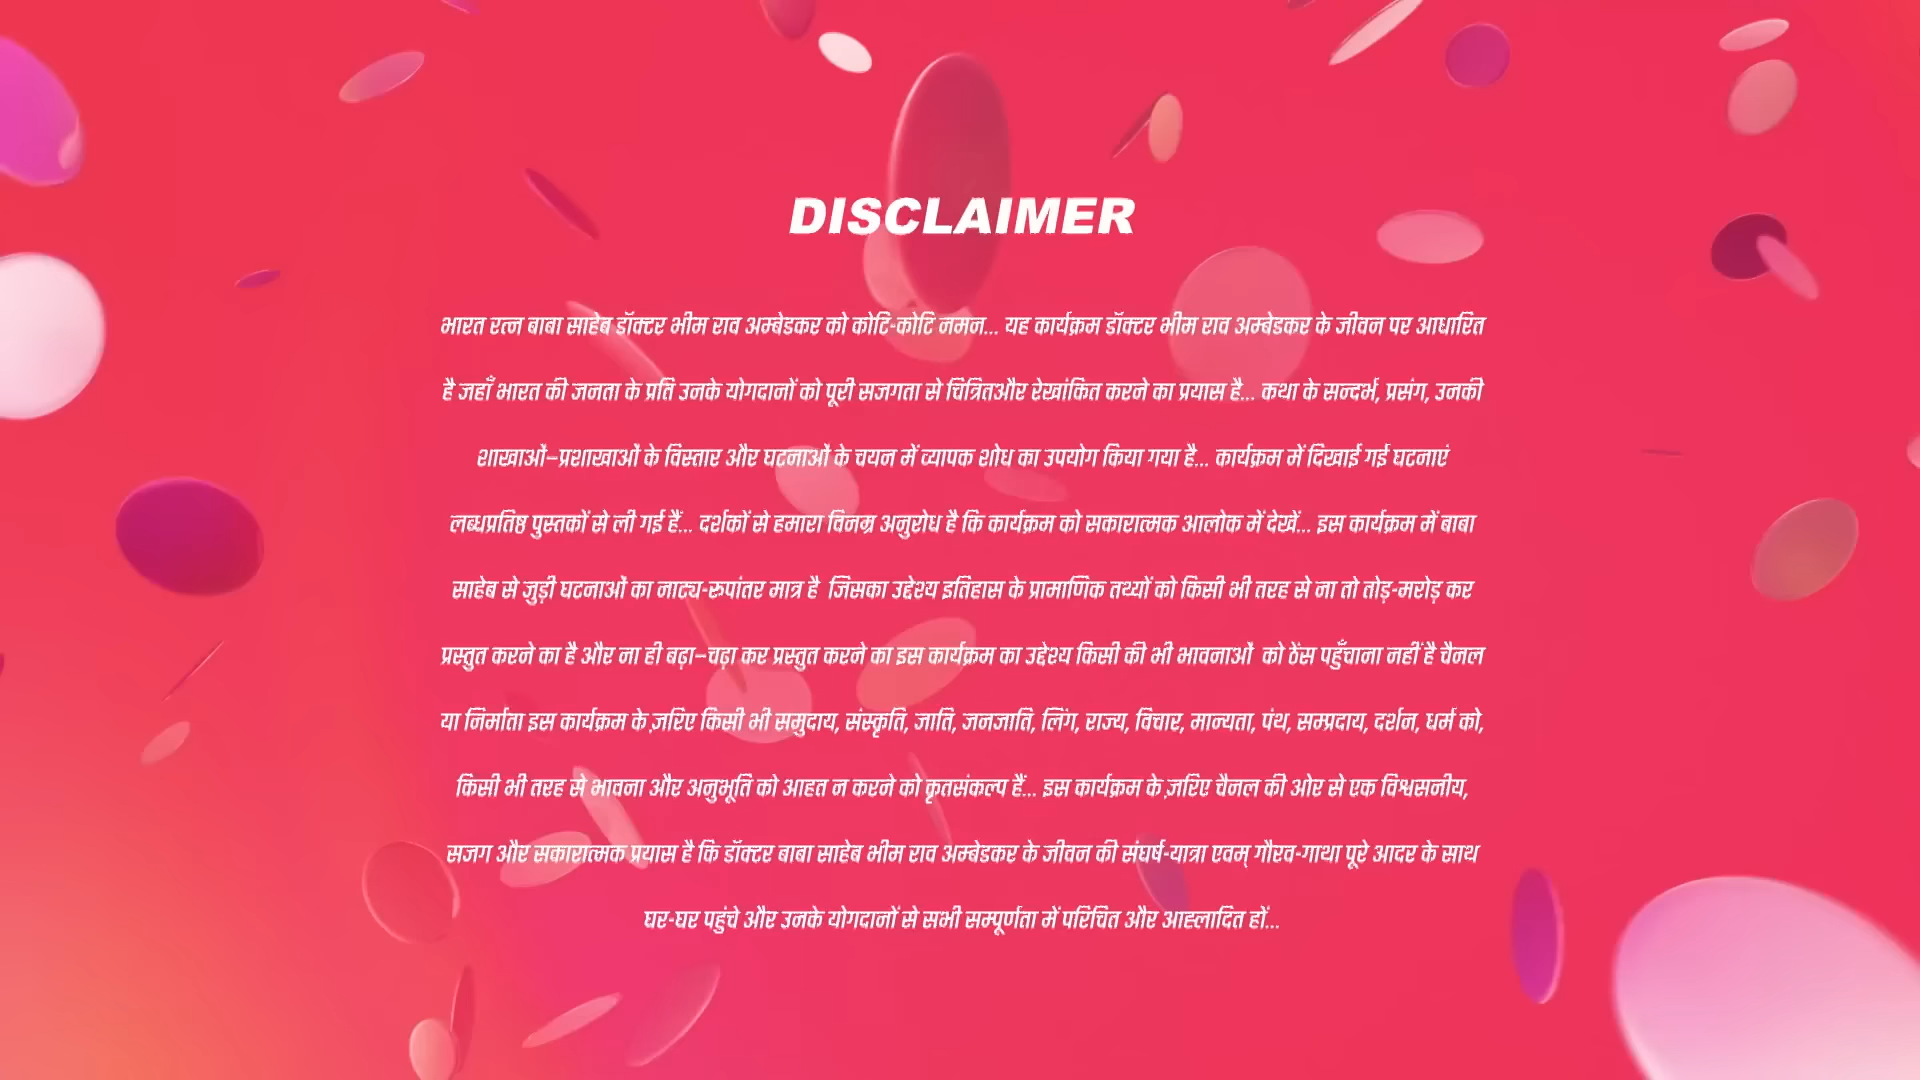 DISCLAIMER
भारत रत्न बाबा साहेब डॉक्टर भीम राव अम्बेडकर को कोटि-कोटि नमन... यह कार्यक्रम डॉक्टर भीम राव अम्बेडकर के जीवन पर आधारित
है जहाँ भारत की जनता के प्रति उनके योगदानों को पूरी सजगता से चित्रितऔर रेखांकित करने का प्रयास है... कथा के सन्दर्भ, प्रसंग, उनकी
शाखाओं–प्रशाखाओं के विस्तार और घटनाओं के चयन में व्यापक शोध का उपयोग किया गया है... कार्यक्रम में दिखाई गई घटनाएं
लब्धप्रतिष्ठ पुस्तकों से ली गई हैं... दर्शकों से हमारा विनम्र अनुरोध है कि कार्यक्रम को सकारात्मक आलोक में देखें... इस कार्यक्रम में बाबा
साहेब से जुड़ी घटनाओं का नाट्य-रुपांतर मात्र है जिसका उद्देश्य इतिहास के प्रामाणिक तथ्यों को किसी भी तरह से ना तो तोड़-मरोड़ कर
प्रस्तुत करने का है और ना ही बढ़ा–चढ़ा कर प्रस्तुत करने का इस कार्यक्रम का उद्देश्य किसी की भी भावनाओं को ठेंस पहुँचाना नहीं है चैनल
या निर्माता इस कार्यक्रम के ज़रिए किसी भी समुदाय, संस्कृति, जाति, जनजाति, लिंग, राज्य, विचार, मान्यता, पंथ, सम्प्रदाय, दर्शन, धर्म को,
किसी भी तरह से भावना और अनुभूति को आहत न करने को कृतसंकल्प हैं... इस कार्यक्रम के ज़रिए चैनल की ओर से एक विश्वसनीय,
सजग और सकारात्मक प्रयास है कि डॉक्टर बाबा साहेब भीम राव अम्बेडकर के जीवन की संघर्ष-यात्रा एवम् गौरव-गाथा पूरे आदर के साथ
घर-घर पहुंचे और उनके योगदानों से सभी सम्पूर्णता में परिचित और आह्लादित हों...